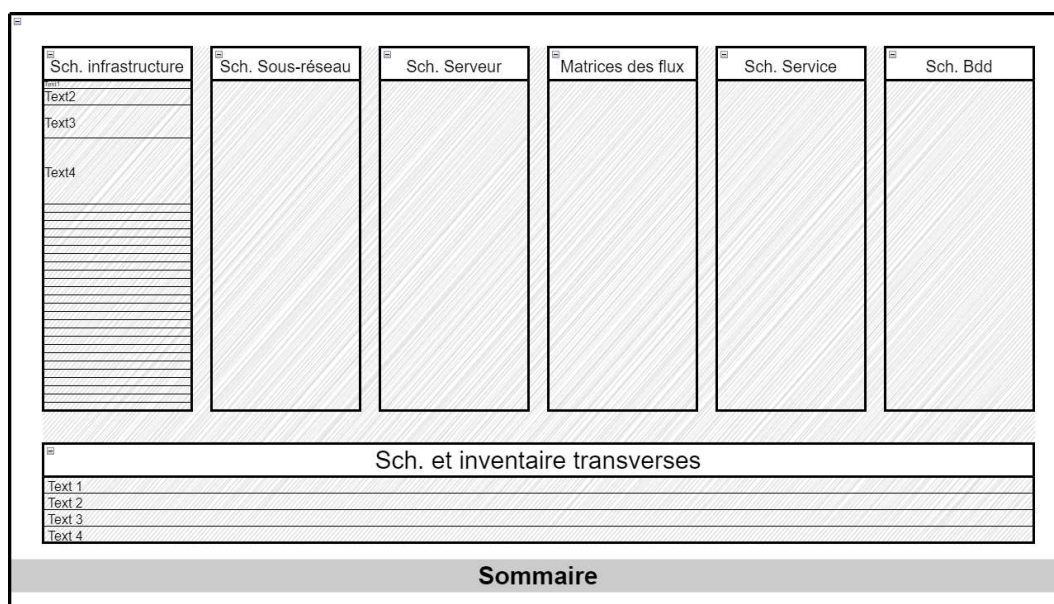 Sch. infrastructure
Sch. Sous-réseau
Sch. Serveur
Matrices des flux
Sch. Service
Sch. Bdd
Text1
Text2
Text3
Text4
Sch. et inventaire transverses
Text 1
Text 2
Text 3
Text 4
Sommaire